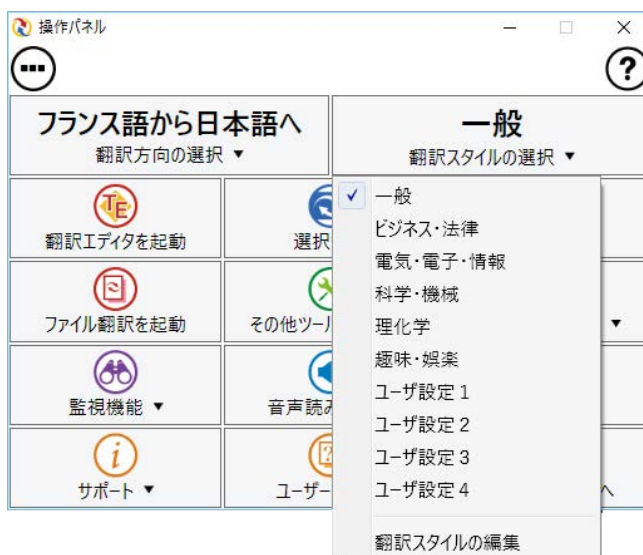 操作パネル
フランス語から日本語へ
翻訳方向の選択 ▼
一般
翻訳スタイルの選択 ▼
翻訳エディタを起動
選択
ファイル翻訳を起動
その他ツール
▼
監視機能 ▼
音声読み
サポート ▼
ユーザー
へ
✓ 一般
ビジネス・法律
電気・電子・情報
科学・機械
理化学
趣味・娯楽
ユーザ設定 1
ユーザ設定 2
ユーザ設定 3
ユーザ設定 4
翻訳スタイルの編集